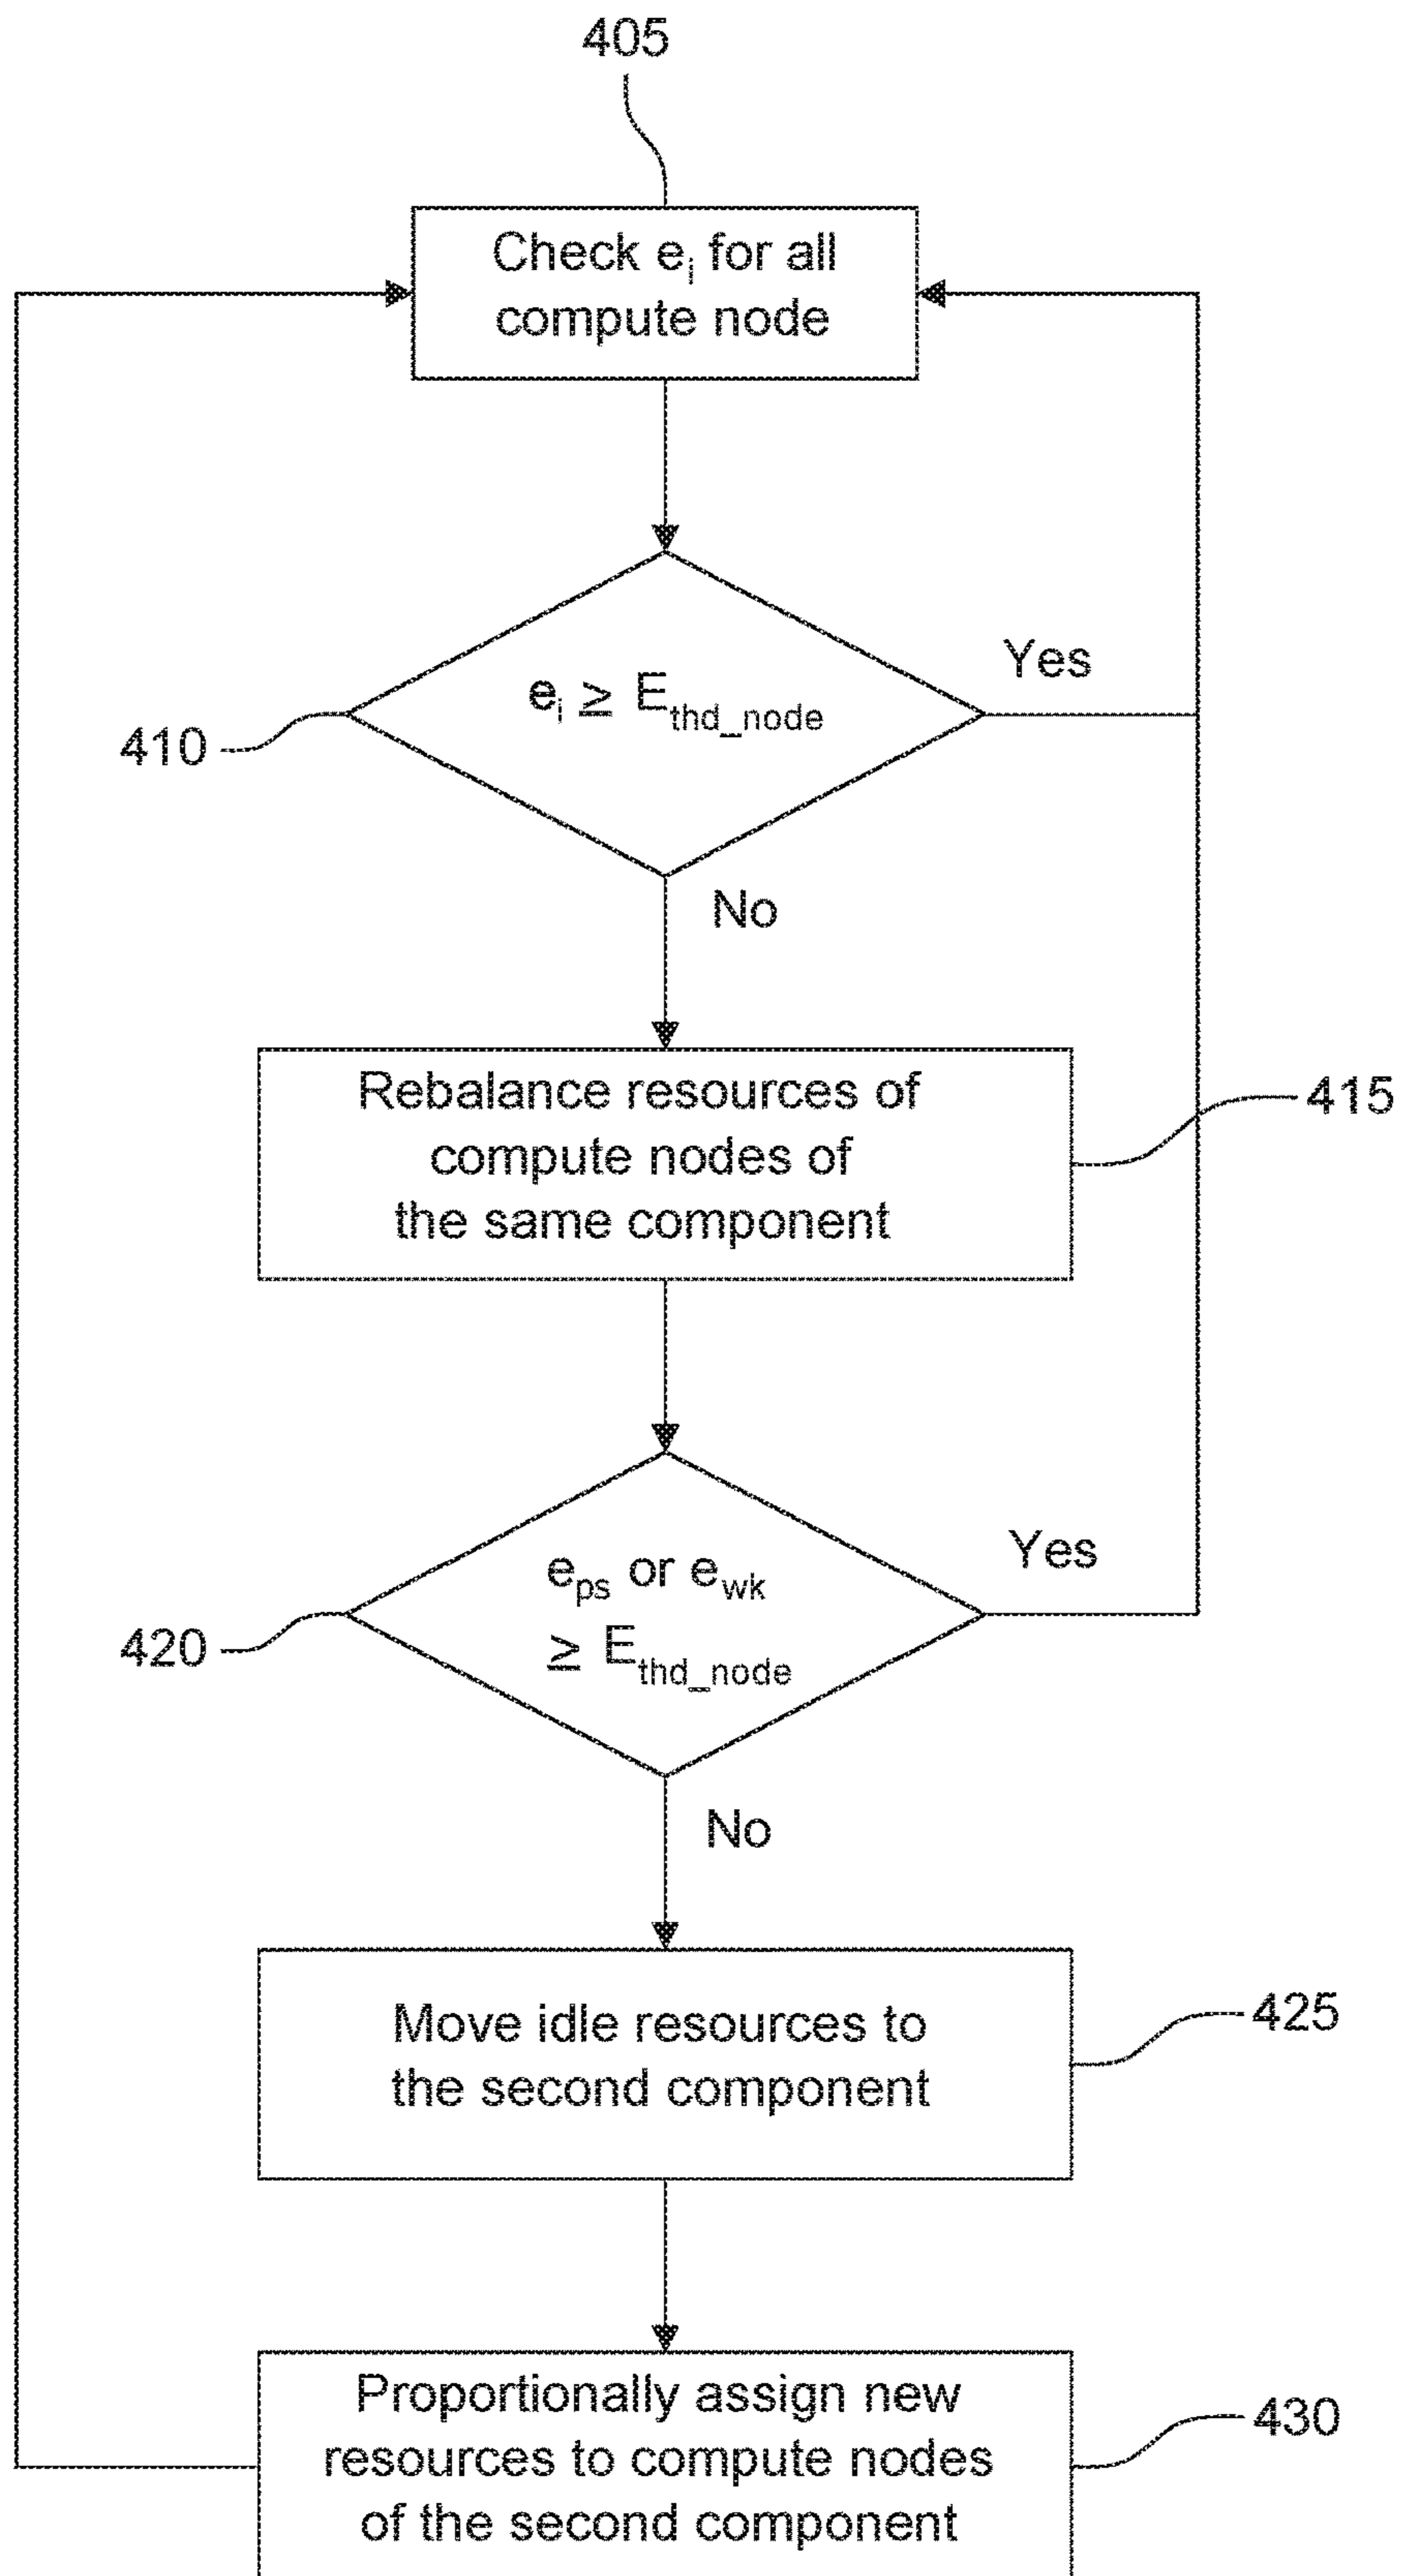 405
Check eᵢ for all
compute node
eᵢ ≥ E_thd_node
Yes
410
No
Rebalance resources of
compute nodes of
the same component
415
e_ps or e_wk
≥ E_thd_node
Yes
420
No
Move idle resources to
the second component
425
Proportionally assign new
resources to compute nodes
of the second component
430